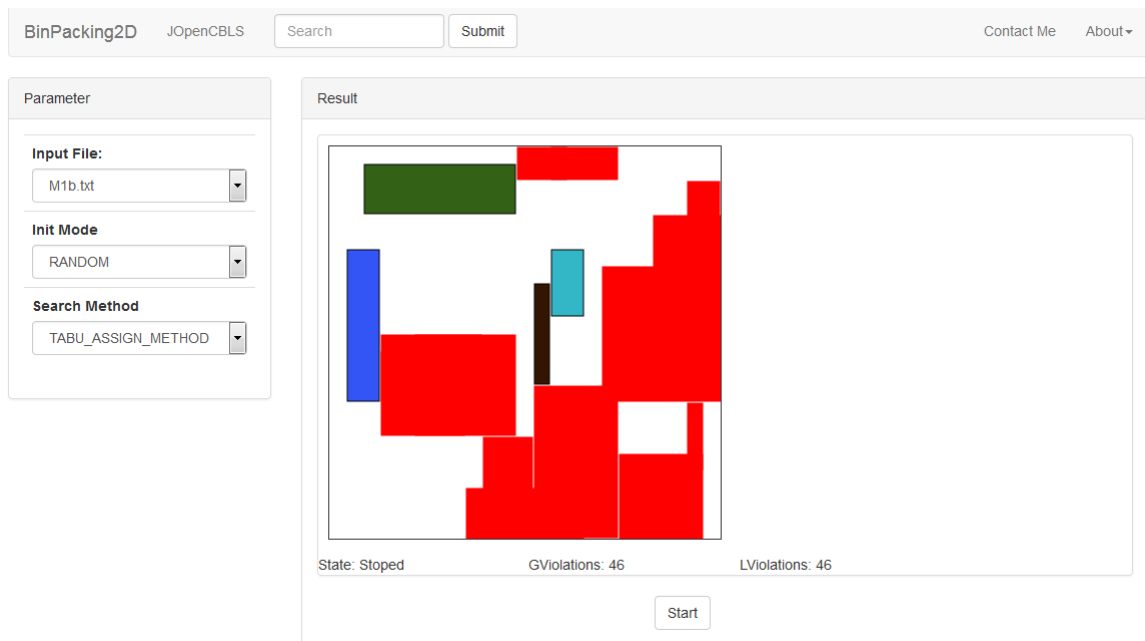 BinPacking2D JOpenCBLS Search Submit Contact Me About
Parameter
Input File:
M1b.txt
Init Mode
RANDOM
Search Method
TABU_ASSIGN_METHOD
Result
State: Stoped GViolations: 46 LViolations: 46
Start